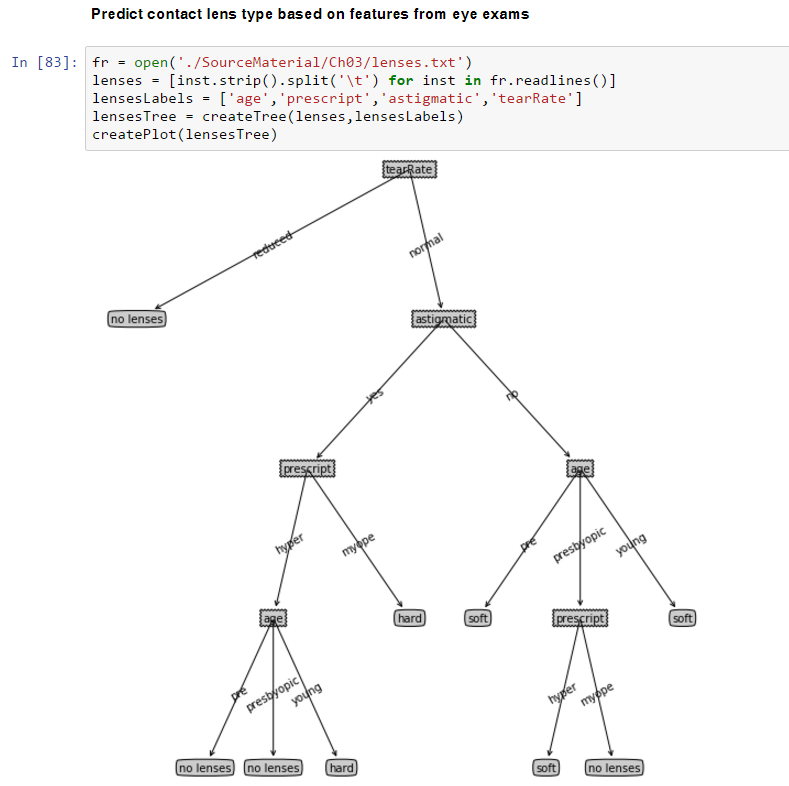 Predict contact lens type based on features from eye exams
In [83]: fr = open('./SourceMaterial/Ch03/lenses.txt')
lenses = [inst.strip().split('\t') for inst in fr.readlines()]
lensesLabels = ['age','prescript','astigmatic','tearRate']
lensesTree = createTree(lenses,lensesLabels)
createPlot(lensesTree)
tearRate
reduced normal
no lenses astigmatic
yes no
prescript age
hyper myope pre presbyopic young
age hard soft prescript soft
pre presbyopic young hyper myope
no lenses no lenses hard soft no lenses